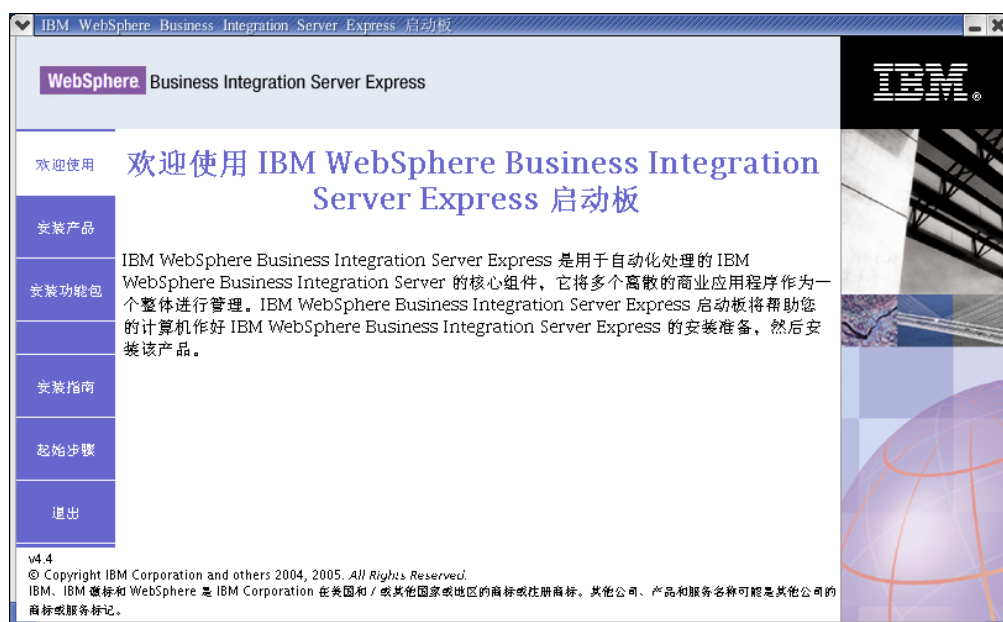 IBM WebSphere Business Integration Server Express 启动板
WebSphere. Business Integration Server Express
IBM®
欢迎使用
安装产品
安装功能包
安装指南
起始步骤
退出
欢迎使用 IBM WebSphere Business Integration
Server Express 启动板
IBM WebSphere Business Integration Server Express 是用于自动化处理的 IBM
WebSphere Business Integration Server 的核心组件，它将多个离散的商业应用程序作为一
个整体进行管理。IBM WebSphere Business Integration Server Express 启动板将帮助您
的计算机作好 IBM WebSphere Business Integration Server Express 的安装准备，然后安
装该产品。
v4.4
© Copyright IBM Corporation and others 2004, 2005. All Rights Reserved.
IBM、IBM 徽标和 WebSphere 是 IBM Corporation 在美国和 / 或其他国家或地区的商标或注册商标。其他公司、产品和服务名称可能是其他公司的
商标或服务标记。